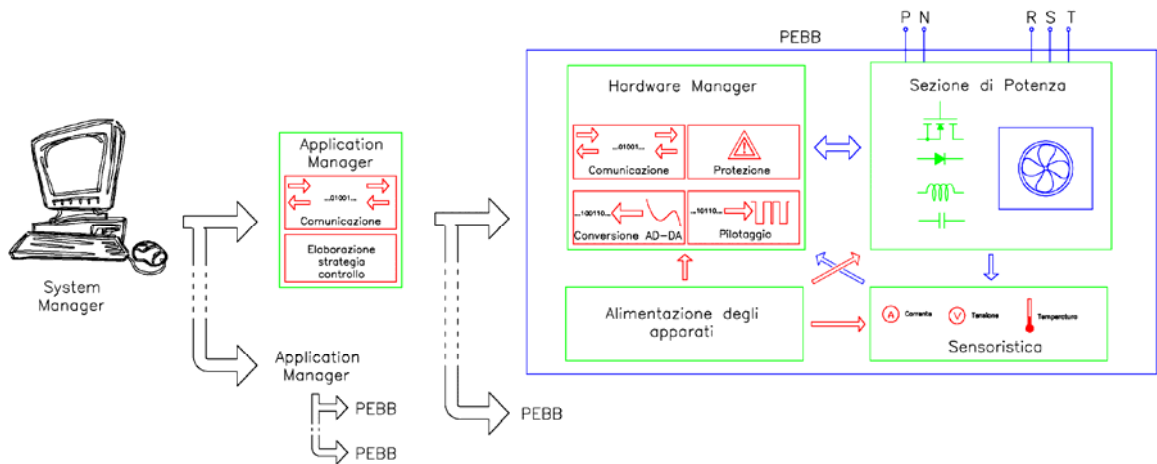 System
Manager
Application
Manager
...01001...
Comunicazione
Elaborazione
strategia
controllo
Application
Manager
PEBB
PEBB
PEBB
PEBB
P N
R S T
Hardware Manager
...01001...
Comunicazione
Protezione
...100110...
Conversione AD-DA
...10110...
Pilotaggio
Sezione di Potenza
Alimentazione degli
apparati
A Corrente
V Tensione
Temperatura
Sensoristica